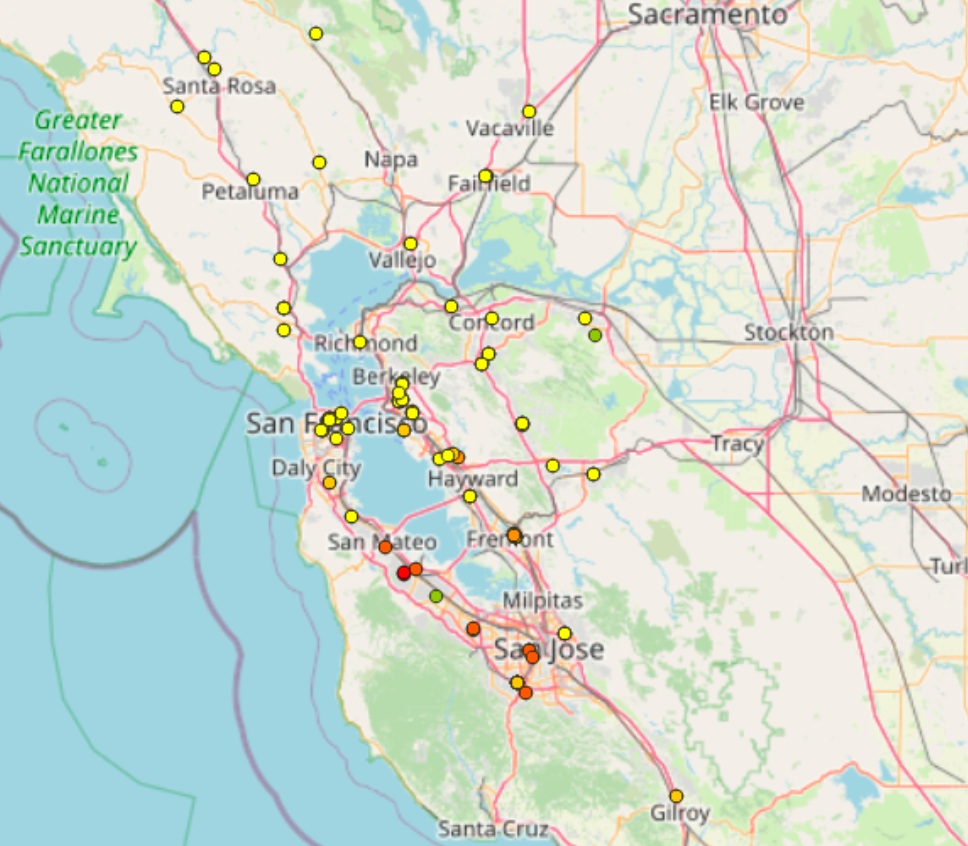 Sacramento
Santa Rosa
Elk Grove
Greater
Farallones
National
Marine
Sanctuary
Vacaville
Napa
Petaluma
Fairfield
Vallejo
Concord
Stockton
Richmond
Berkeley
San Francisco
Tracy
Daly City
Hayward
Modesto
San Mateo
Fremont
Turl
Milpitas
San Jose
Gilroy
Santa Cruz